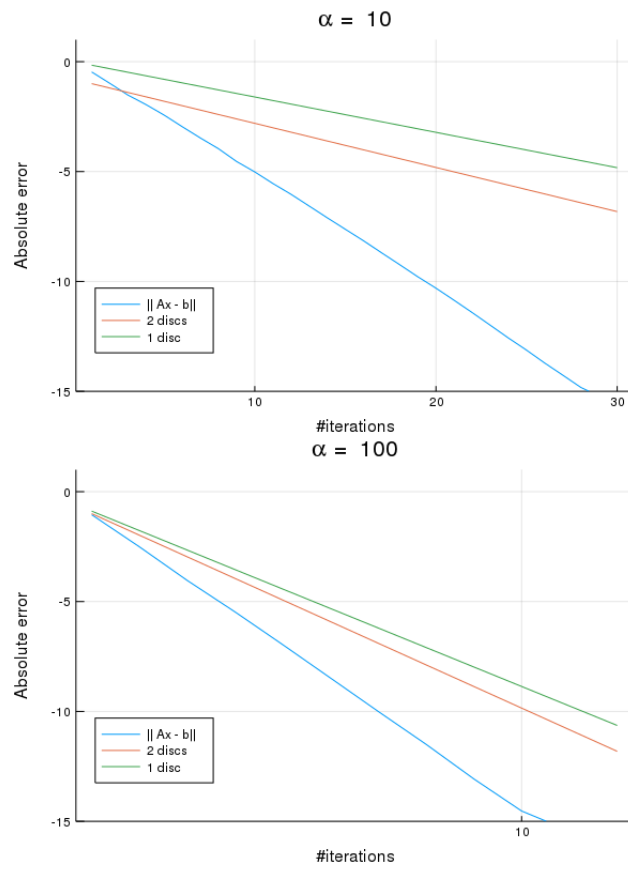 α = 10
0
-5
-10
-15
Absolute error
|| Ax - b||
2 discs
1 disc
10
20
30
#iterations
α = 100
0
-5
-10
-15
Absolute error
|| Ax - b||
2 discs
1 disc
10
#iterations